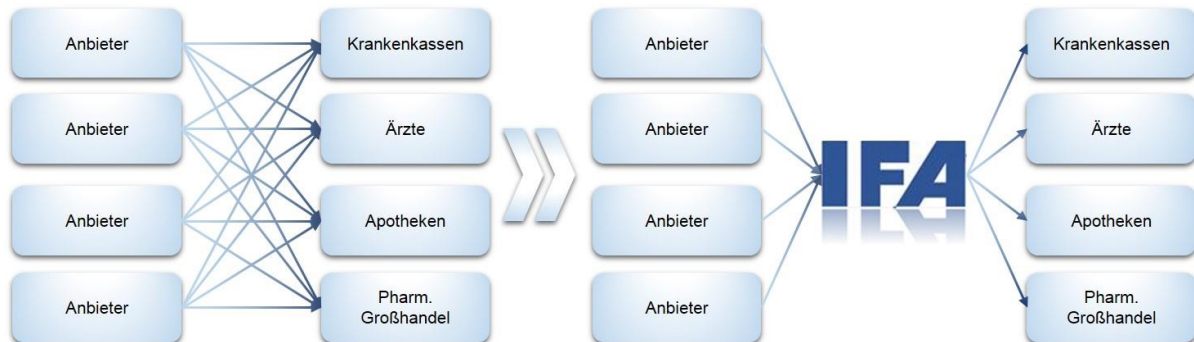 Anbieter
Krankenkassen
Anbieter
Ärzte
Anbieter
Apotheken
Anbieter
Pharm.
Großhandel
Anbieter
Anbieter
Anbieter
Anbieter
IFA
Krankenkassen
Ärzte
Apotheken
Pharm.
Großhandel